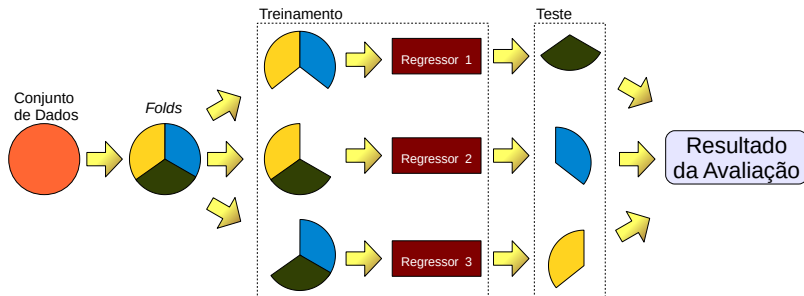 Treinamento
Teste
Regressor 1
Conjunto
de Dados
Folds
Regressor 2
Resultado
da Avaliação
Regressor 3